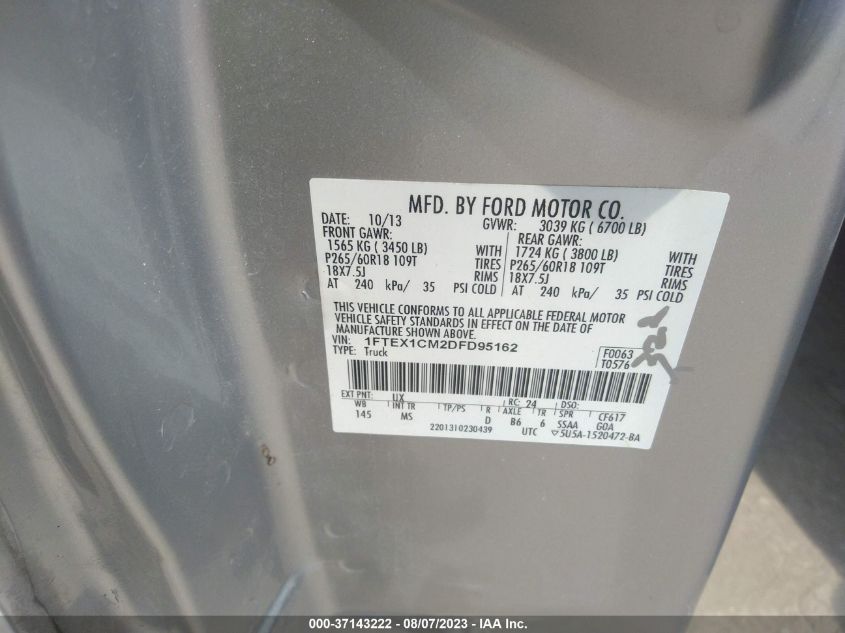 MFD. BY FORD MOTOR CO.
DATE: 10/13 GVWR: 3039 KG ( 6700 LB)
FRONT GAWR: REAR GAWR:
1565 KG ( 3450 LB) WITH 1724 KG ( 3800 LB) WITH
P265/60R18 109T TIRES P265/60R18 109T TIRES
18X7.5J RIMS 18X7.5J RIMS
AT 240 kPa/ 35 PSI COLD AT 240 kPa/ 35 PSI COLD
THIS VEHICLE CONFORMS TO ALL APPLICABLE FEDERAL MOTOR
VEHICLE SAFETY STANDARDS IN EFFECT ON THE DATE OF
MANUFACTURE SHOWN ABOVE.
VIN: 1FTEX1CM2DFD95162
TYPE: Truck
F0063
T0576
EXT PNT: UX RC: 24 DSO:
WB INT TR TP/PS R AXLE TR SPR CF617
145 MS D B6 6 SSAA GOA
2201310230439 UTC ▽5U5A-1520472-BA
000-37143222 - 08/07/2023 - IAA Inc.